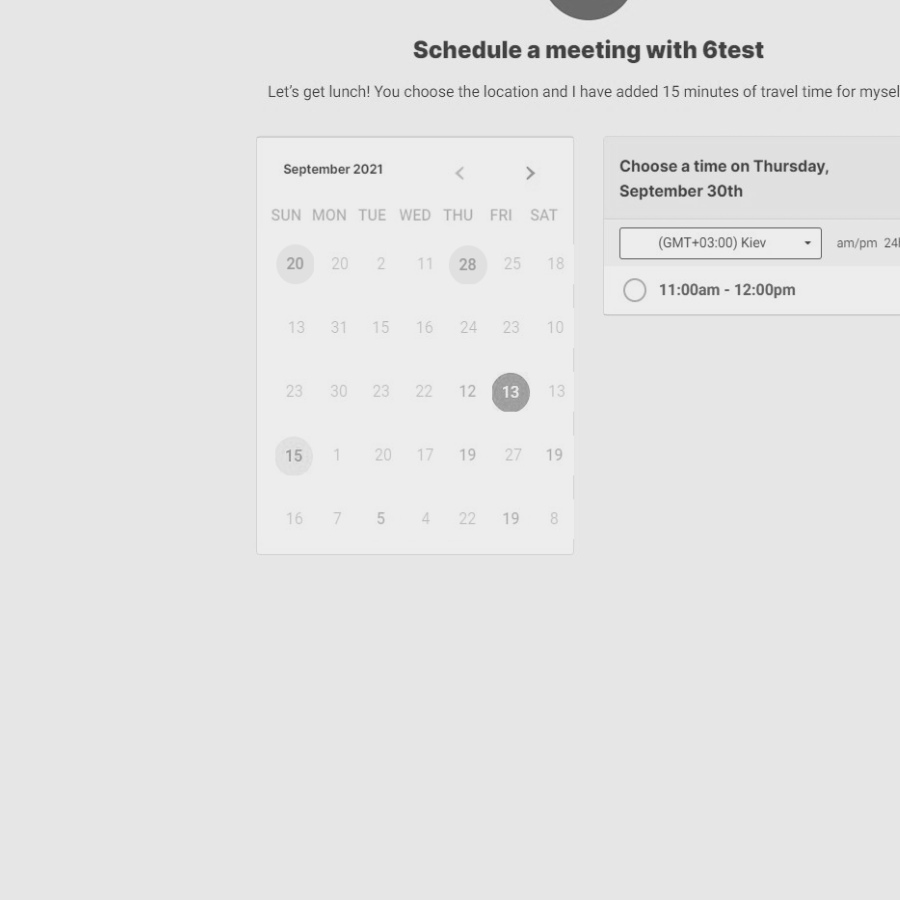 Schedule a meeting with 6test
Let's get lunch! You choose the location and I have added 15 minutes of travel time for mysel
September 2021
SUN MON TUE WED THU FRI SAT
20 20 2 11 28 25 18
13 31 15 16 24 23 10
23 30 23 22 12 13 13
15 1 20 17 19 27 19
16 7 5 4 22 19 8
Choose a time on Thursday,
September 30th
(GMT+03:00) Kiev am/pm 24
11:00am - 12:00pm